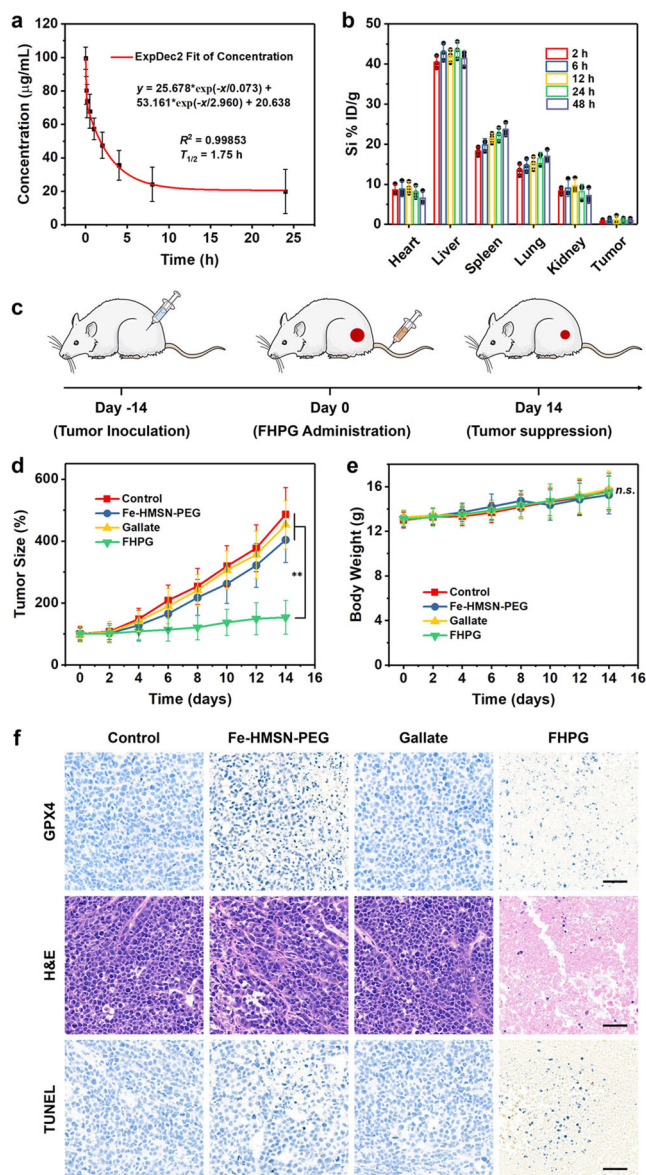 a
120
100
80
60
40
20
0
Concentration (μg/mL)
ExpDec2 Fit of Concentration
y = 25.678*exp(-x/0.073) +
53.161*exp(-x/2.960) + 20.638
R² = 0.99853
T1/2 = 1.75 h
0 5 10 15 20 25
Time (h)
b
50
40
30
20
10
0
Si % ID/g
2 h
6 h
12 h
24 h
48 h
Heart
Liver
Spleen
Lung
Kidney
Tumor
c
Day -14
(Tumor Inoculation)
Day 0
(FHPG Administration)
Day 14
(Tumor suppression)
d
600
400
200
0
Tumor Size (%)
Control
Fe-HMSN-PEG
Gallate
FHPG
**
0 2 4 6 8 10 12 14 16
Time (days)
e
16
12
8
4
0
Body Weight (g)
n.s.
Control
Fe-HMSN-PEG
Gallate
FHPG
0 2 4 6 8 10 12 14 16
Time (days)
f
Control Fe-HMSN-PEG Gallate FHPG
GPX4
H&E
TUNEL